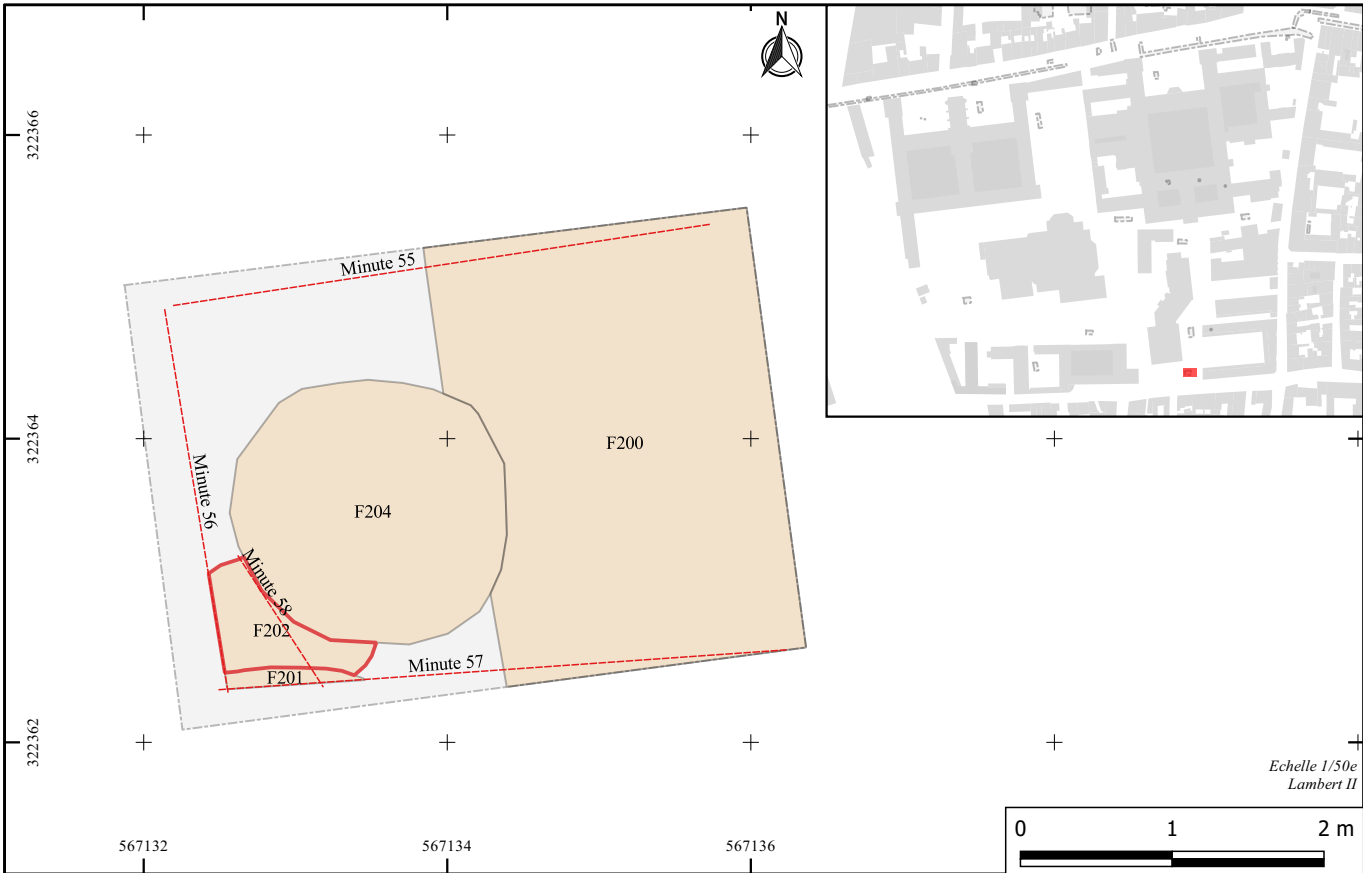 N
322366
Minute 55
322364
F200
Minute 56
F204
Minute 58
F202
Minute 57
F201
322362
Echelle 1/50e
Lambert II
0 1 2 m
567132 567134 567136